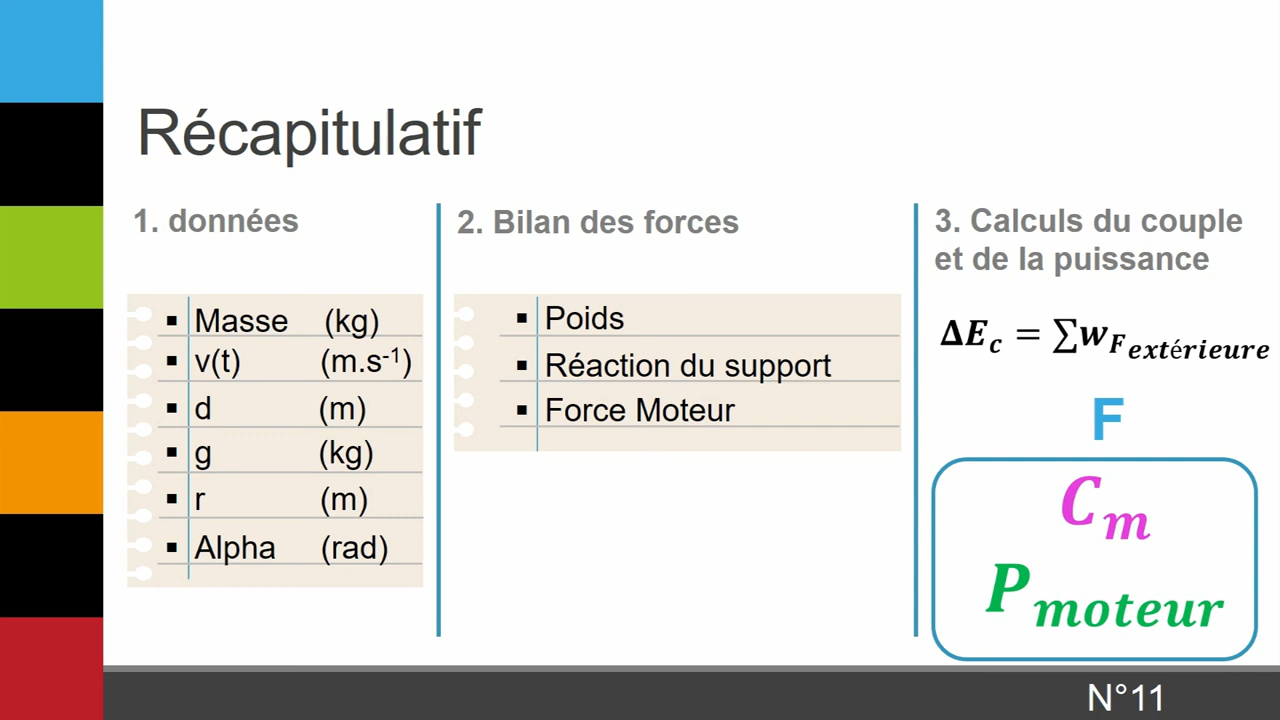 Récapitulatif
1. données
Masse (kg)
v(t) (m.s-1)
d (m)
g (kg)
r (m)
Alpha (rad)
2. Bilan des forces
Poids
Réaction du support
Force Moteur
3. Calculs du couple
et de la puissance
ΔEc = ∑wFextérieure
F
Cm
Pmoteur
N°11